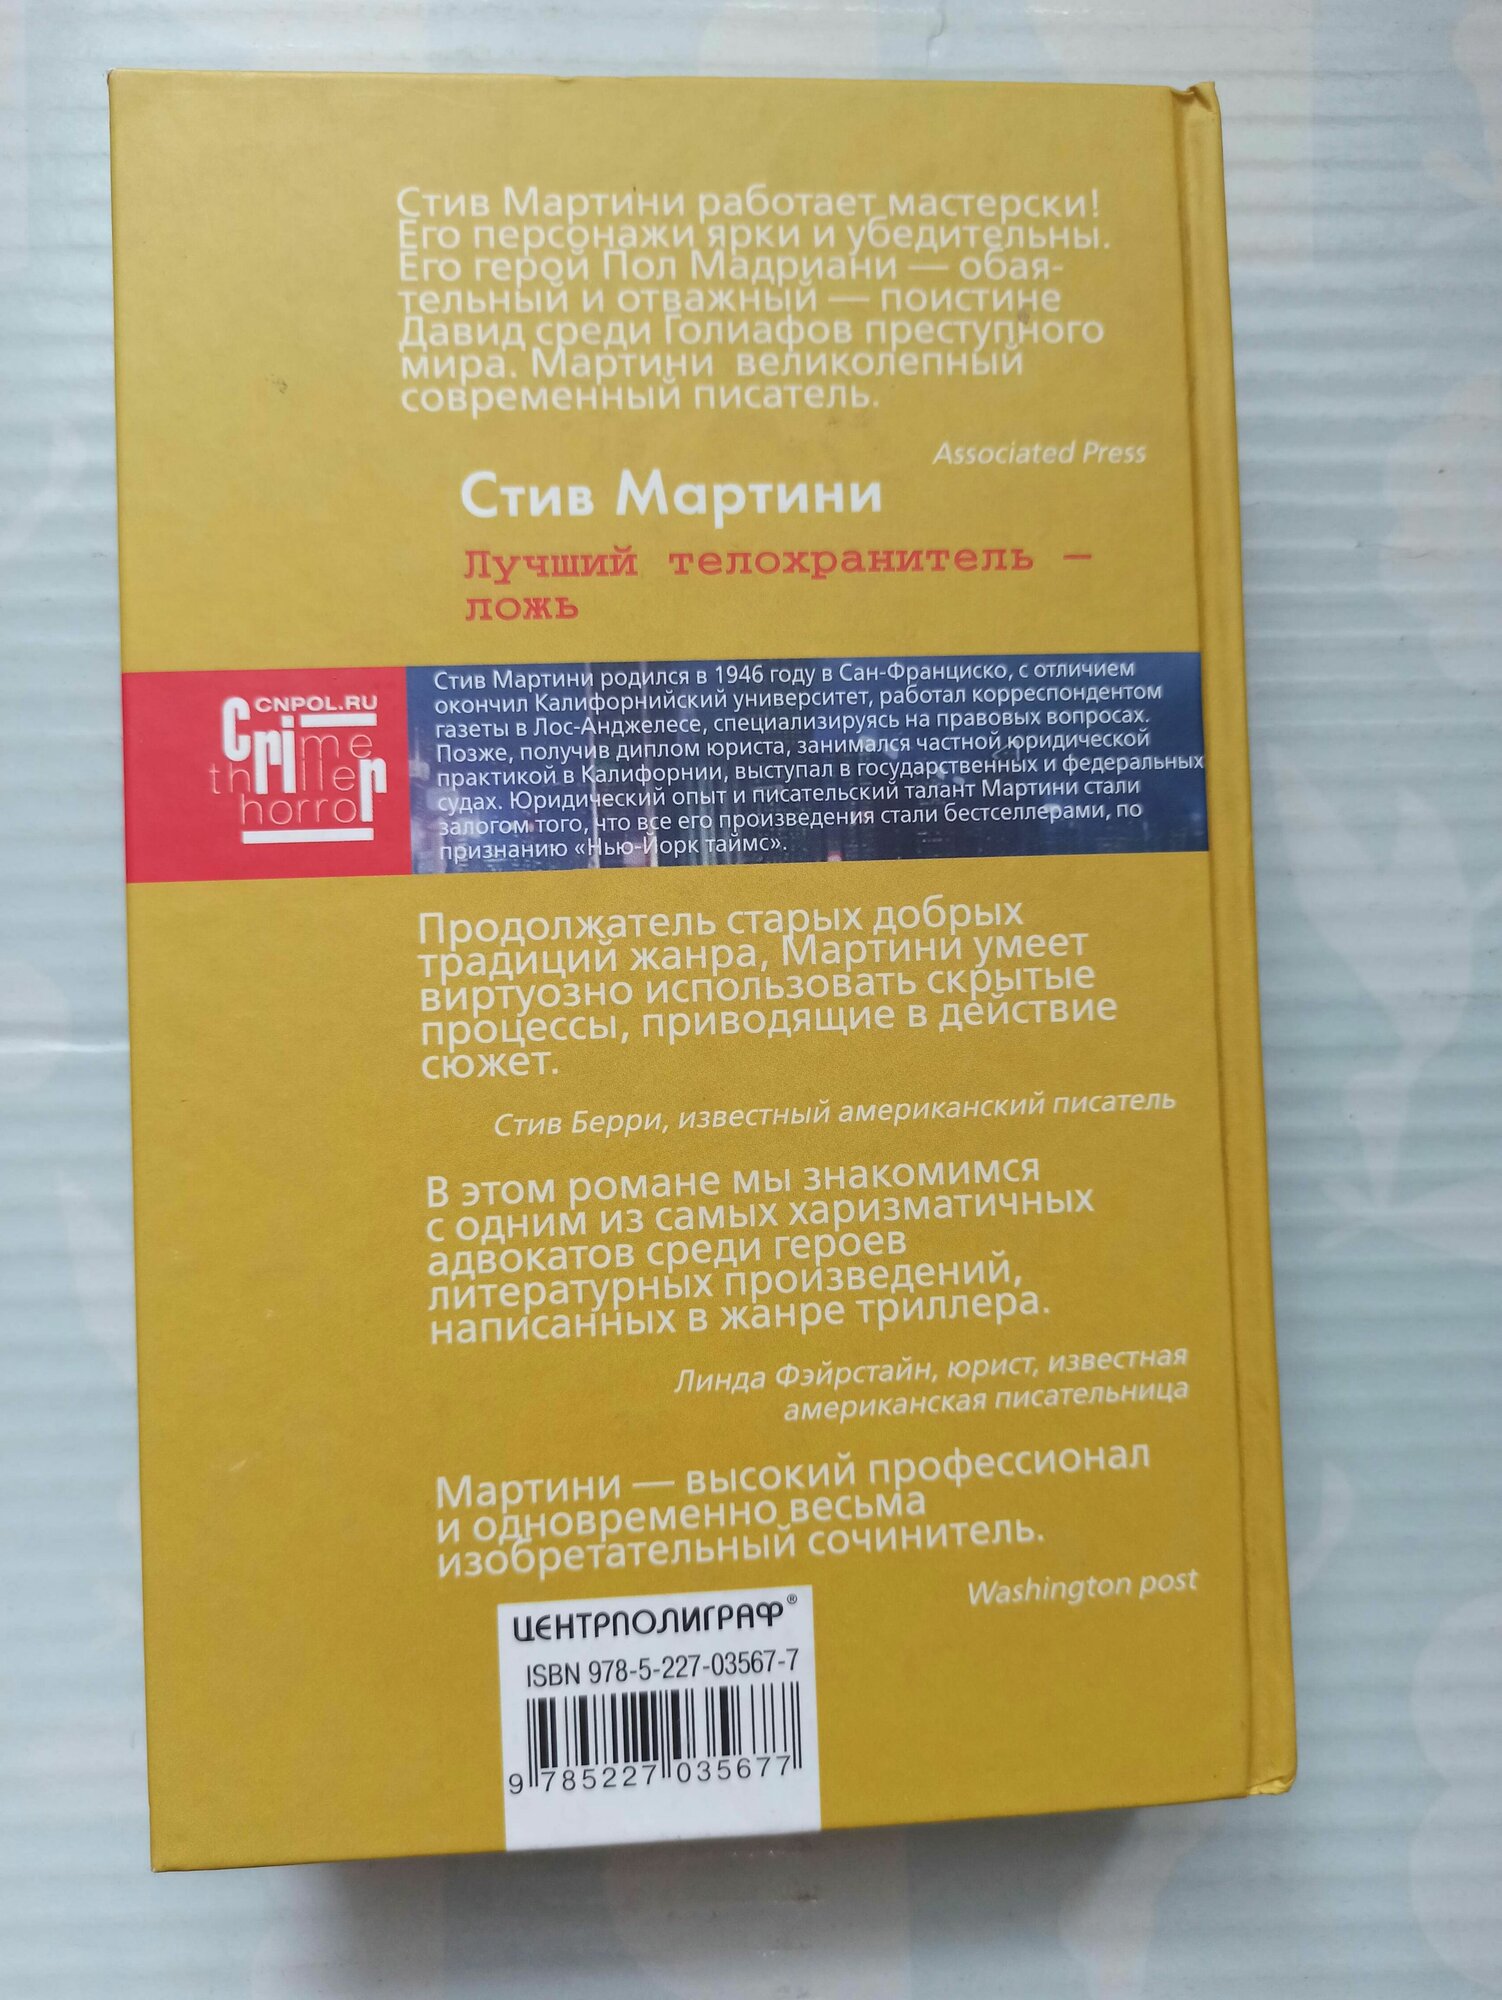 Стив Мартини работает мастерски!
Его персонажи ярки и убедительны.
Его герой Пол Мадриани — обая-
тельный и отважный — поистине
Давид среди Голиафов преступного
мира. Мартини великолепный
современный писатель.
Associated Press
Стив Мартини
Лучший телохранитель –
ложь
CNPOL.RU
crime
thriller
horror
Стив Мартини родился в 1946 году в Сан-Франциско, с отличием
окончил Калифорнийский университет, работал корреспондентом
газеты в Лос-Анджелесе, специализируясь на правовых вопросах.
Позже, получив диплом юриста, занимался частной юридической
практикой в Калифорнии, выступал в государственных и федеральных
судах. Юридический опыт и писательский талант Мартини стали
залогом того, что все его произведения стали бестселлерами, по
признанию «Нью-Йорк таймс».
Продолжатель старых добрых
традиций жанра, Мартини умеет
виртуозно использовать скрытые
процессы, приводящие в действие
сюжет.
Стив Берри, известный американский писатель
В этом романе мы знакомимся
с одним из самых харизматичных
адвокатов среди героев
литературных произведений,
написанных в жанре триллера.
Линда Фэйрстайн, юрист, известная
американская писательница
Мартини — высокий профессионал
и одновременно весьма
изобретательный сочинитель.
Washington post
ЦЕНТРПОЛИГРАФ®
ISBN 978-5-227-03567-7
9 785227 035677